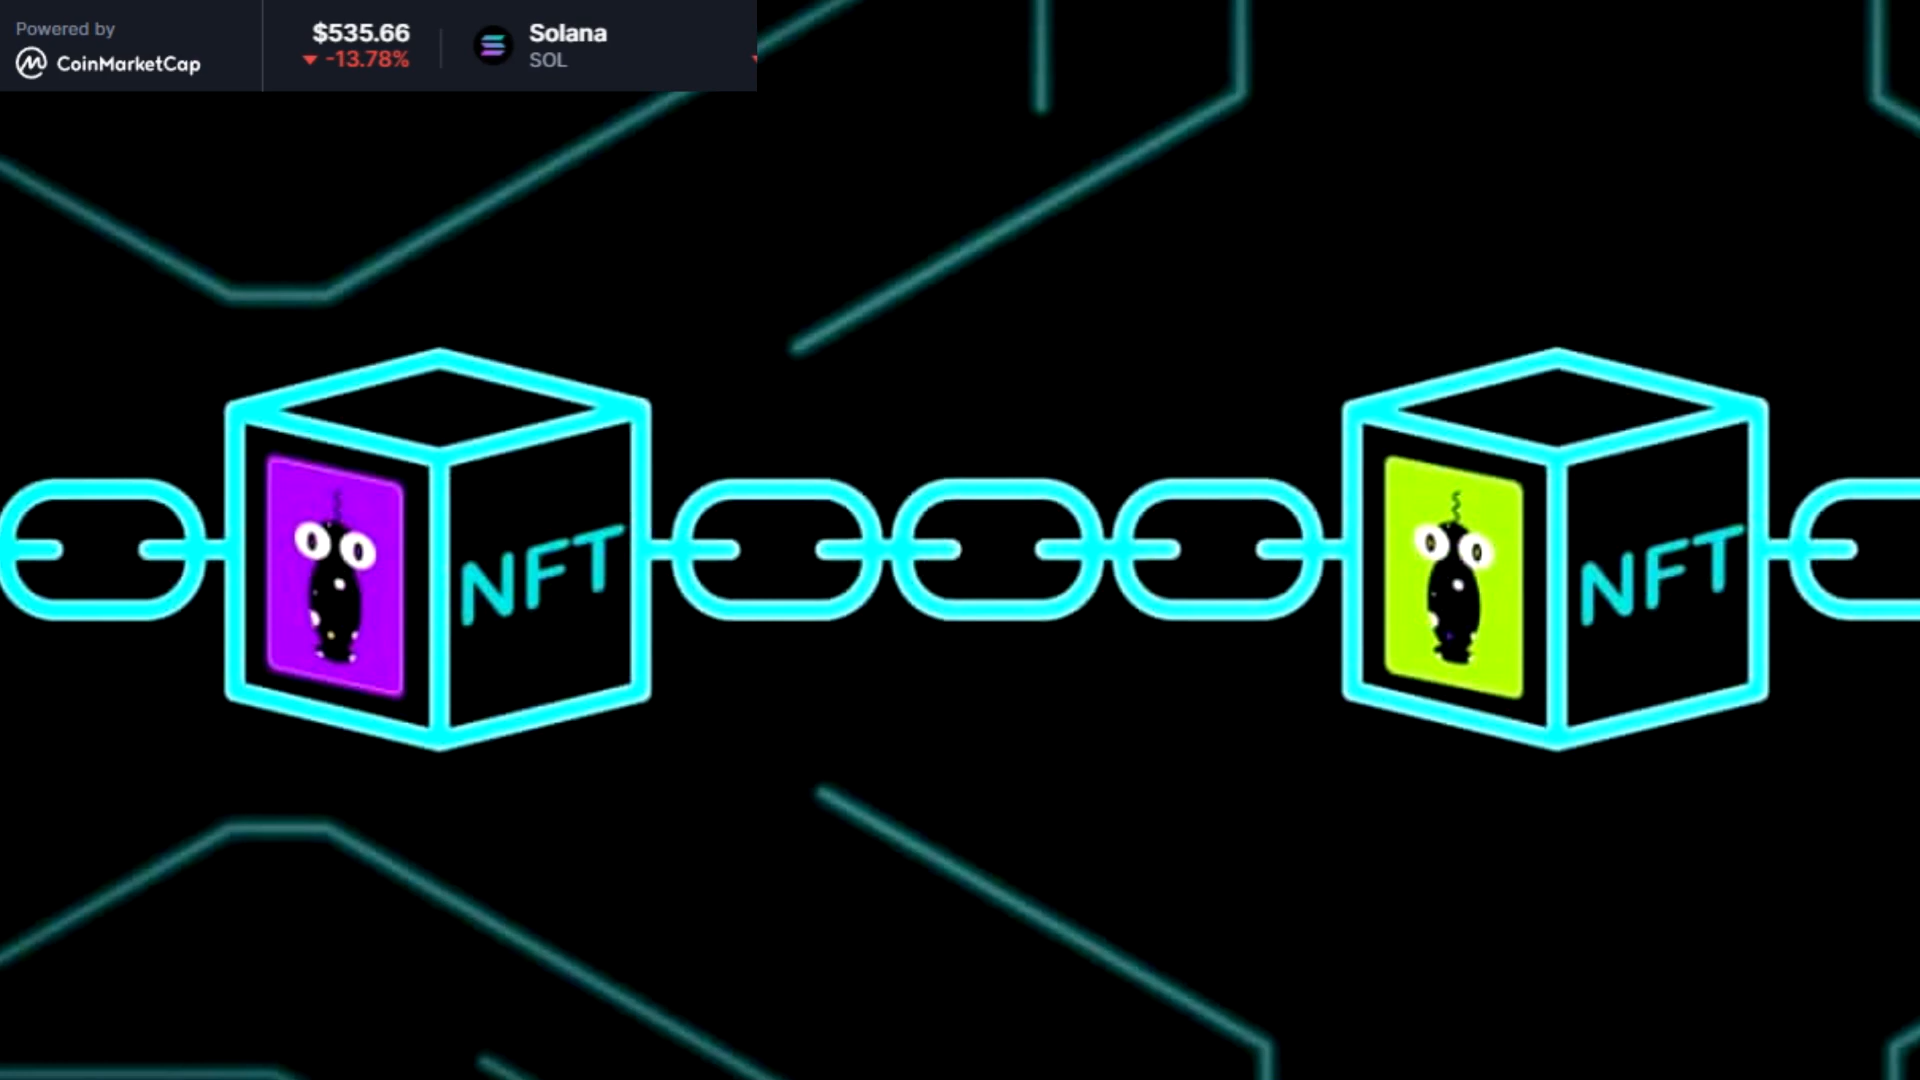 Powered by
CoinMarketCap
$535.66
-13.78%
Solana
SOL
NFT
NFT